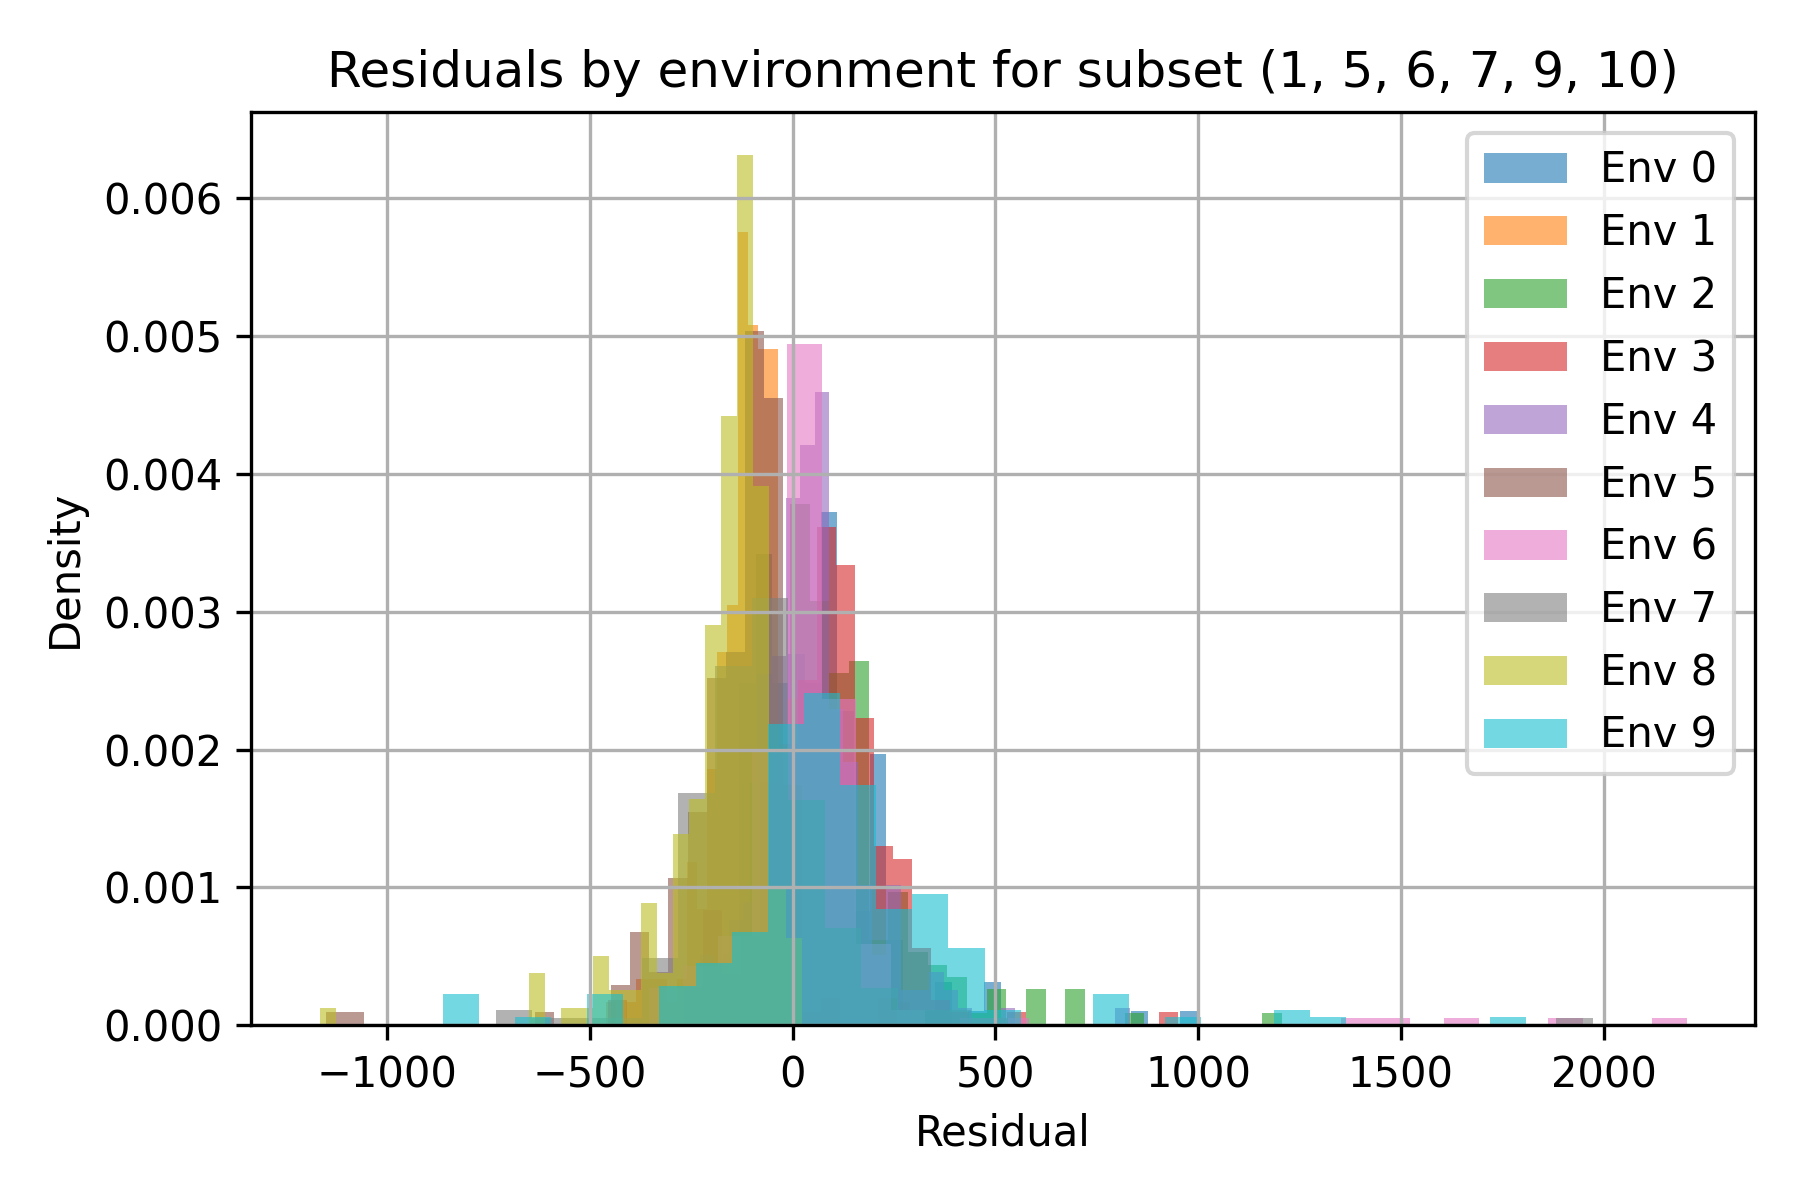 Residuals by environment for subset (1, 5, 6, 7, 9, 10)
Env 0
Env 1
Env 2
Env 3
Env 4
Env 5
Env 6
Env 7
Env 8
Env 9
0.006
0.005
0.004
0.003
0.002
0.001
0.000
Density
−1000
−500
0
500
1000
1500
2000
Residual